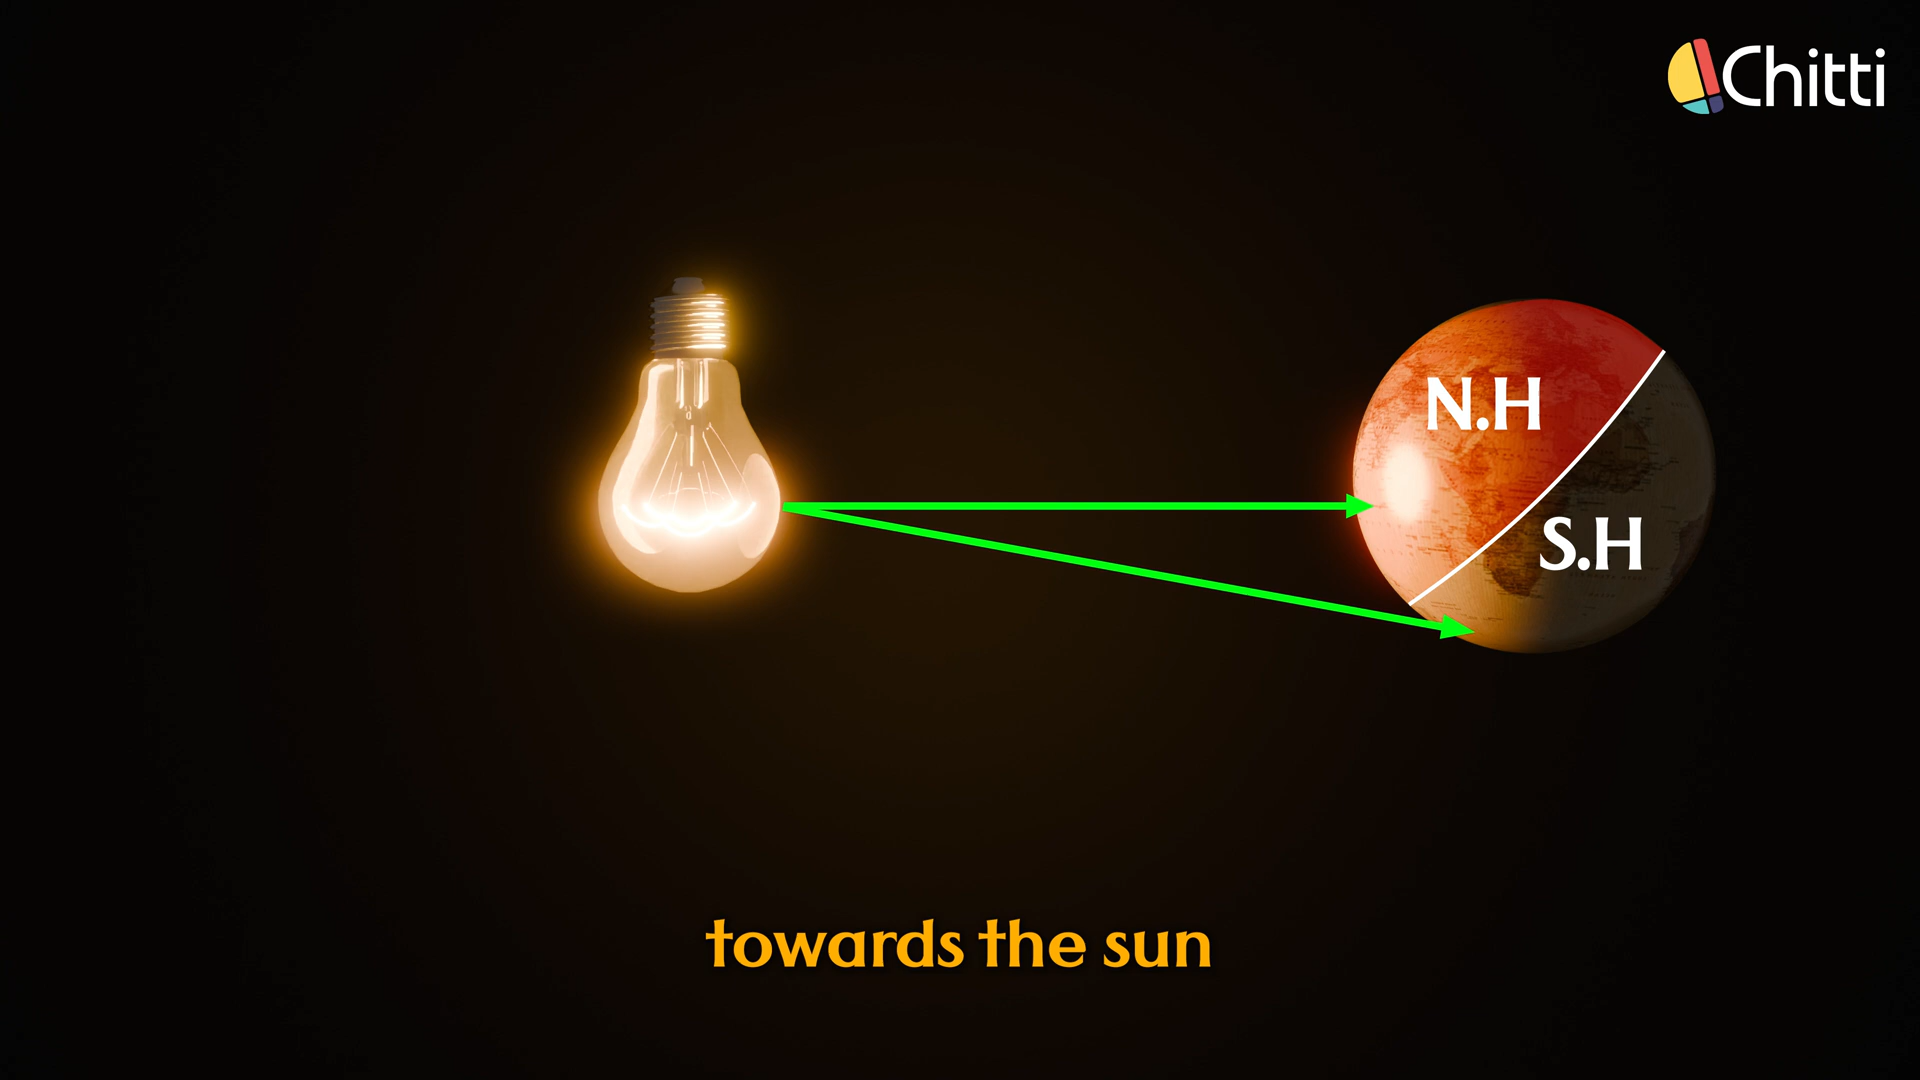 Chitti
N.H
S.H
towards the sun